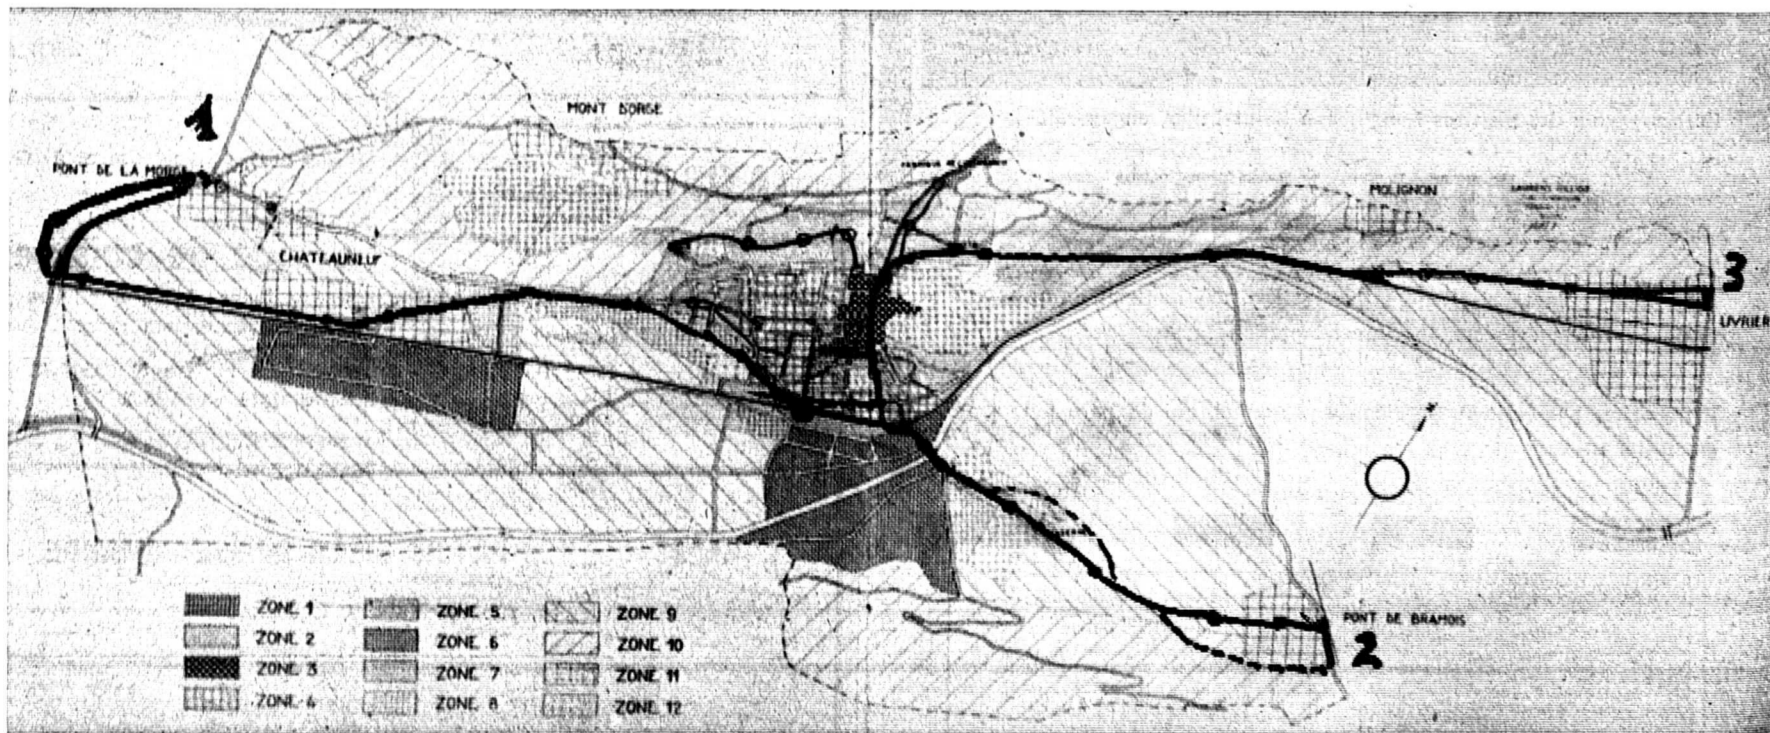 1
MONT D'ORGE
PONT DE LA MORGE
MOLIGNON
CHATEAUNEUF
3
UVRIER
PONT DE BRAMOIS
2
ZONE 1
ZONE 2
ZONE 3
ZONE 4
ZONE 5
ZONE 6
ZONE 7
ZONE 8
ZONE 9
ZONE 10
ZONE 11
ZONE 12